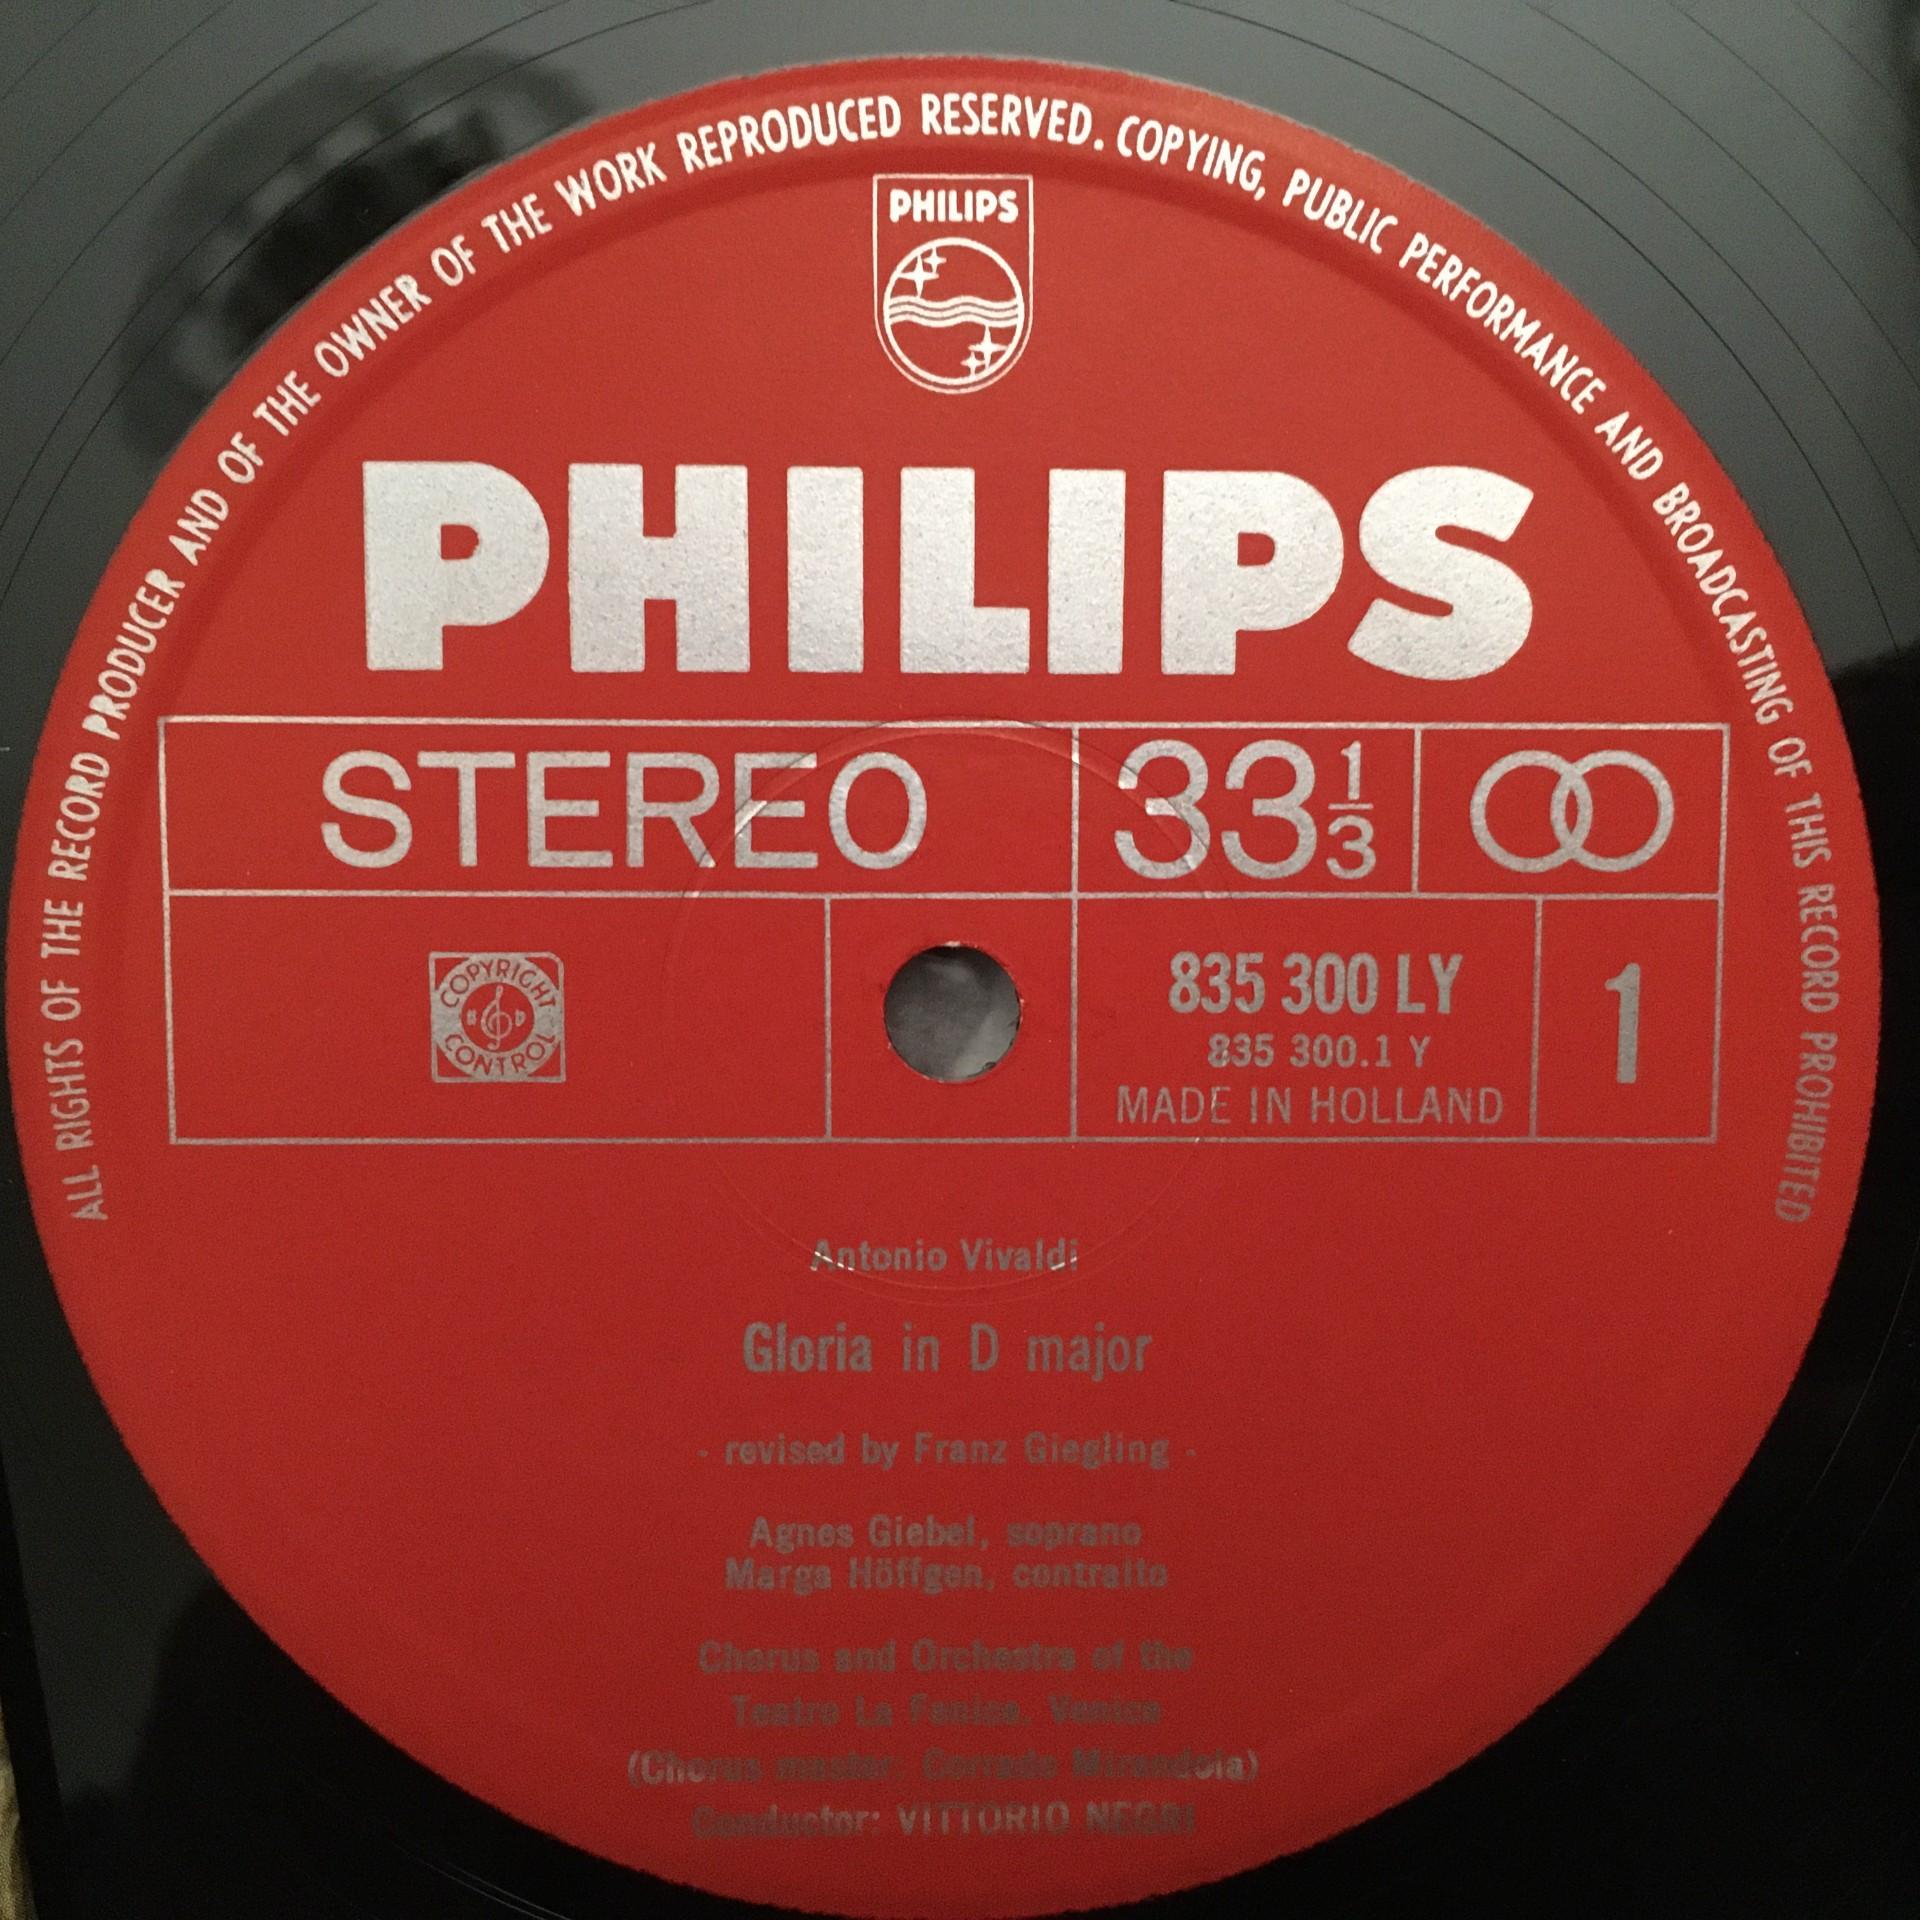 ALL RIGHTS OF THE RECORD PRODUCER AND OF THE OWNER OF THE WORK REPRODUCED RESERVED. COPYING, PUBLIC PERFORMANCE AND BROADCASTING OF THIS RECORD PROHIBITED
PHILIPS
PHILIPS
STEREO 33 1/3
COPYRIGHT CONTROL
835 300 LY 1
835 300.1 Y
MADE IN HOLLAND
Antonio Vivaldi
Gloria in D major
- revised by Franz Giegling -
Agnes Giebel, soprano
Marga Höffgen, contralto
Chorus and Orchestra of the
Teatro La Fenice, Venice
(Chorus master: Corrado Mirandola)
Conductor: VITTORIO NEGRI